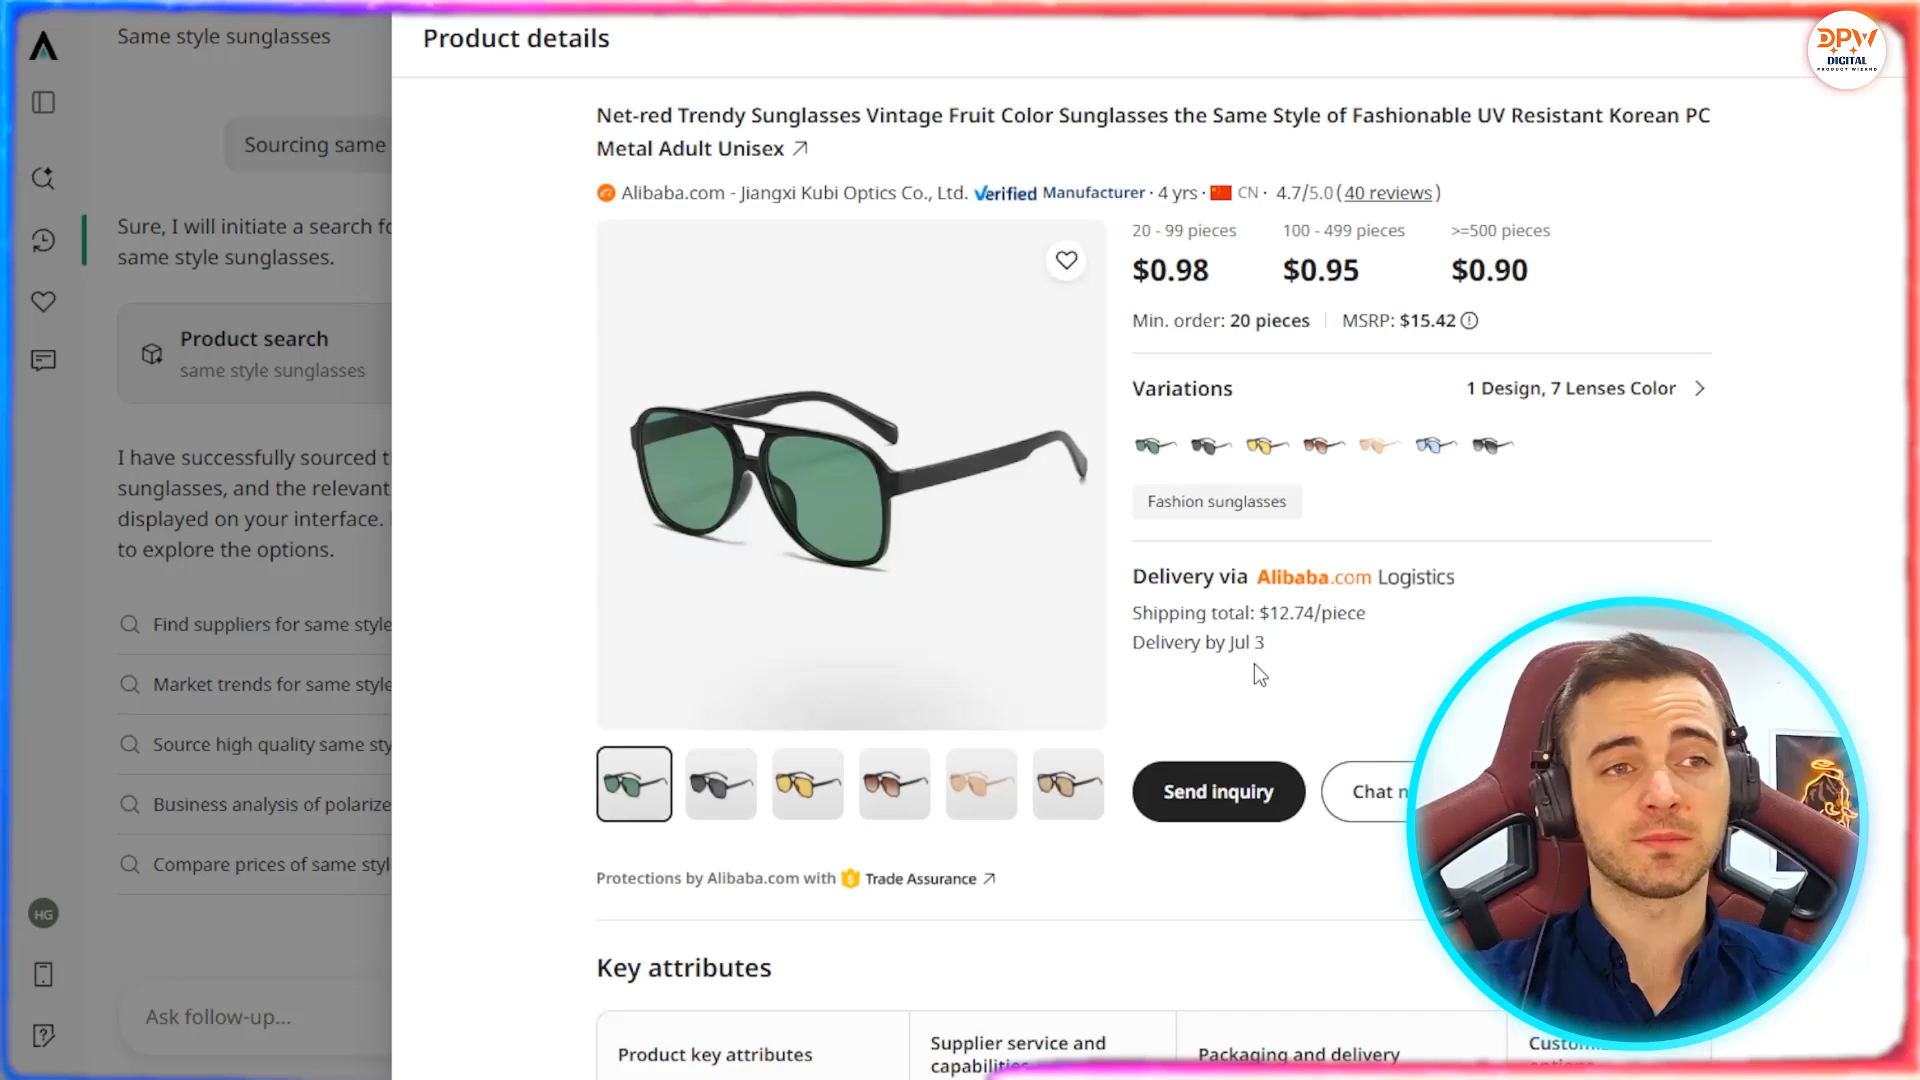 Same style sunglasses
Sourcing same
Sure, I will initiate a search fo
same style sunglasses.
Product search
same style sunglasses
I have successfully sourced t
sunglasses, and the relevant
displayed on your interface.
to explore the options.
Find suppliers for same style
Market trends for same style
Source high quality same sty
Business analysis of polarize
Compare prices of same styl
HG
Ask follow-up...
Product details
DPW
DIGITAL
PRODUCT WIZARD
Net-red Trendy Sunglasses Vintage Fruit Color Sunglasses the Same Style of Fashionable UV Resistant Korean PC
Metal Adult Unisex
Alibaba.com - Jiangxi Kubi Optics Co., Ltd. Verified Manufacturer · 4 yrs · CN · 4.7/5.0 (40 reviews)
20 - 99 pieces
100 - 499 pieces
>=500 pieces
$0.98
$0.95
$0.90
Min. order: 20 pieces
MSRP: $15.42
Variations
1 Design, 7 Lenses Color
Fashion sunglasses
Delivery via Alibaba.com Logistics
Shipping total: $12.74/piece
Delivery by Jul 3
Send inquiry
Chat n
Protections by Alibaba.com with Trade Assurance
Key attributes
Product key attributes
Supplier service and
capabilities
Packaging and delivery